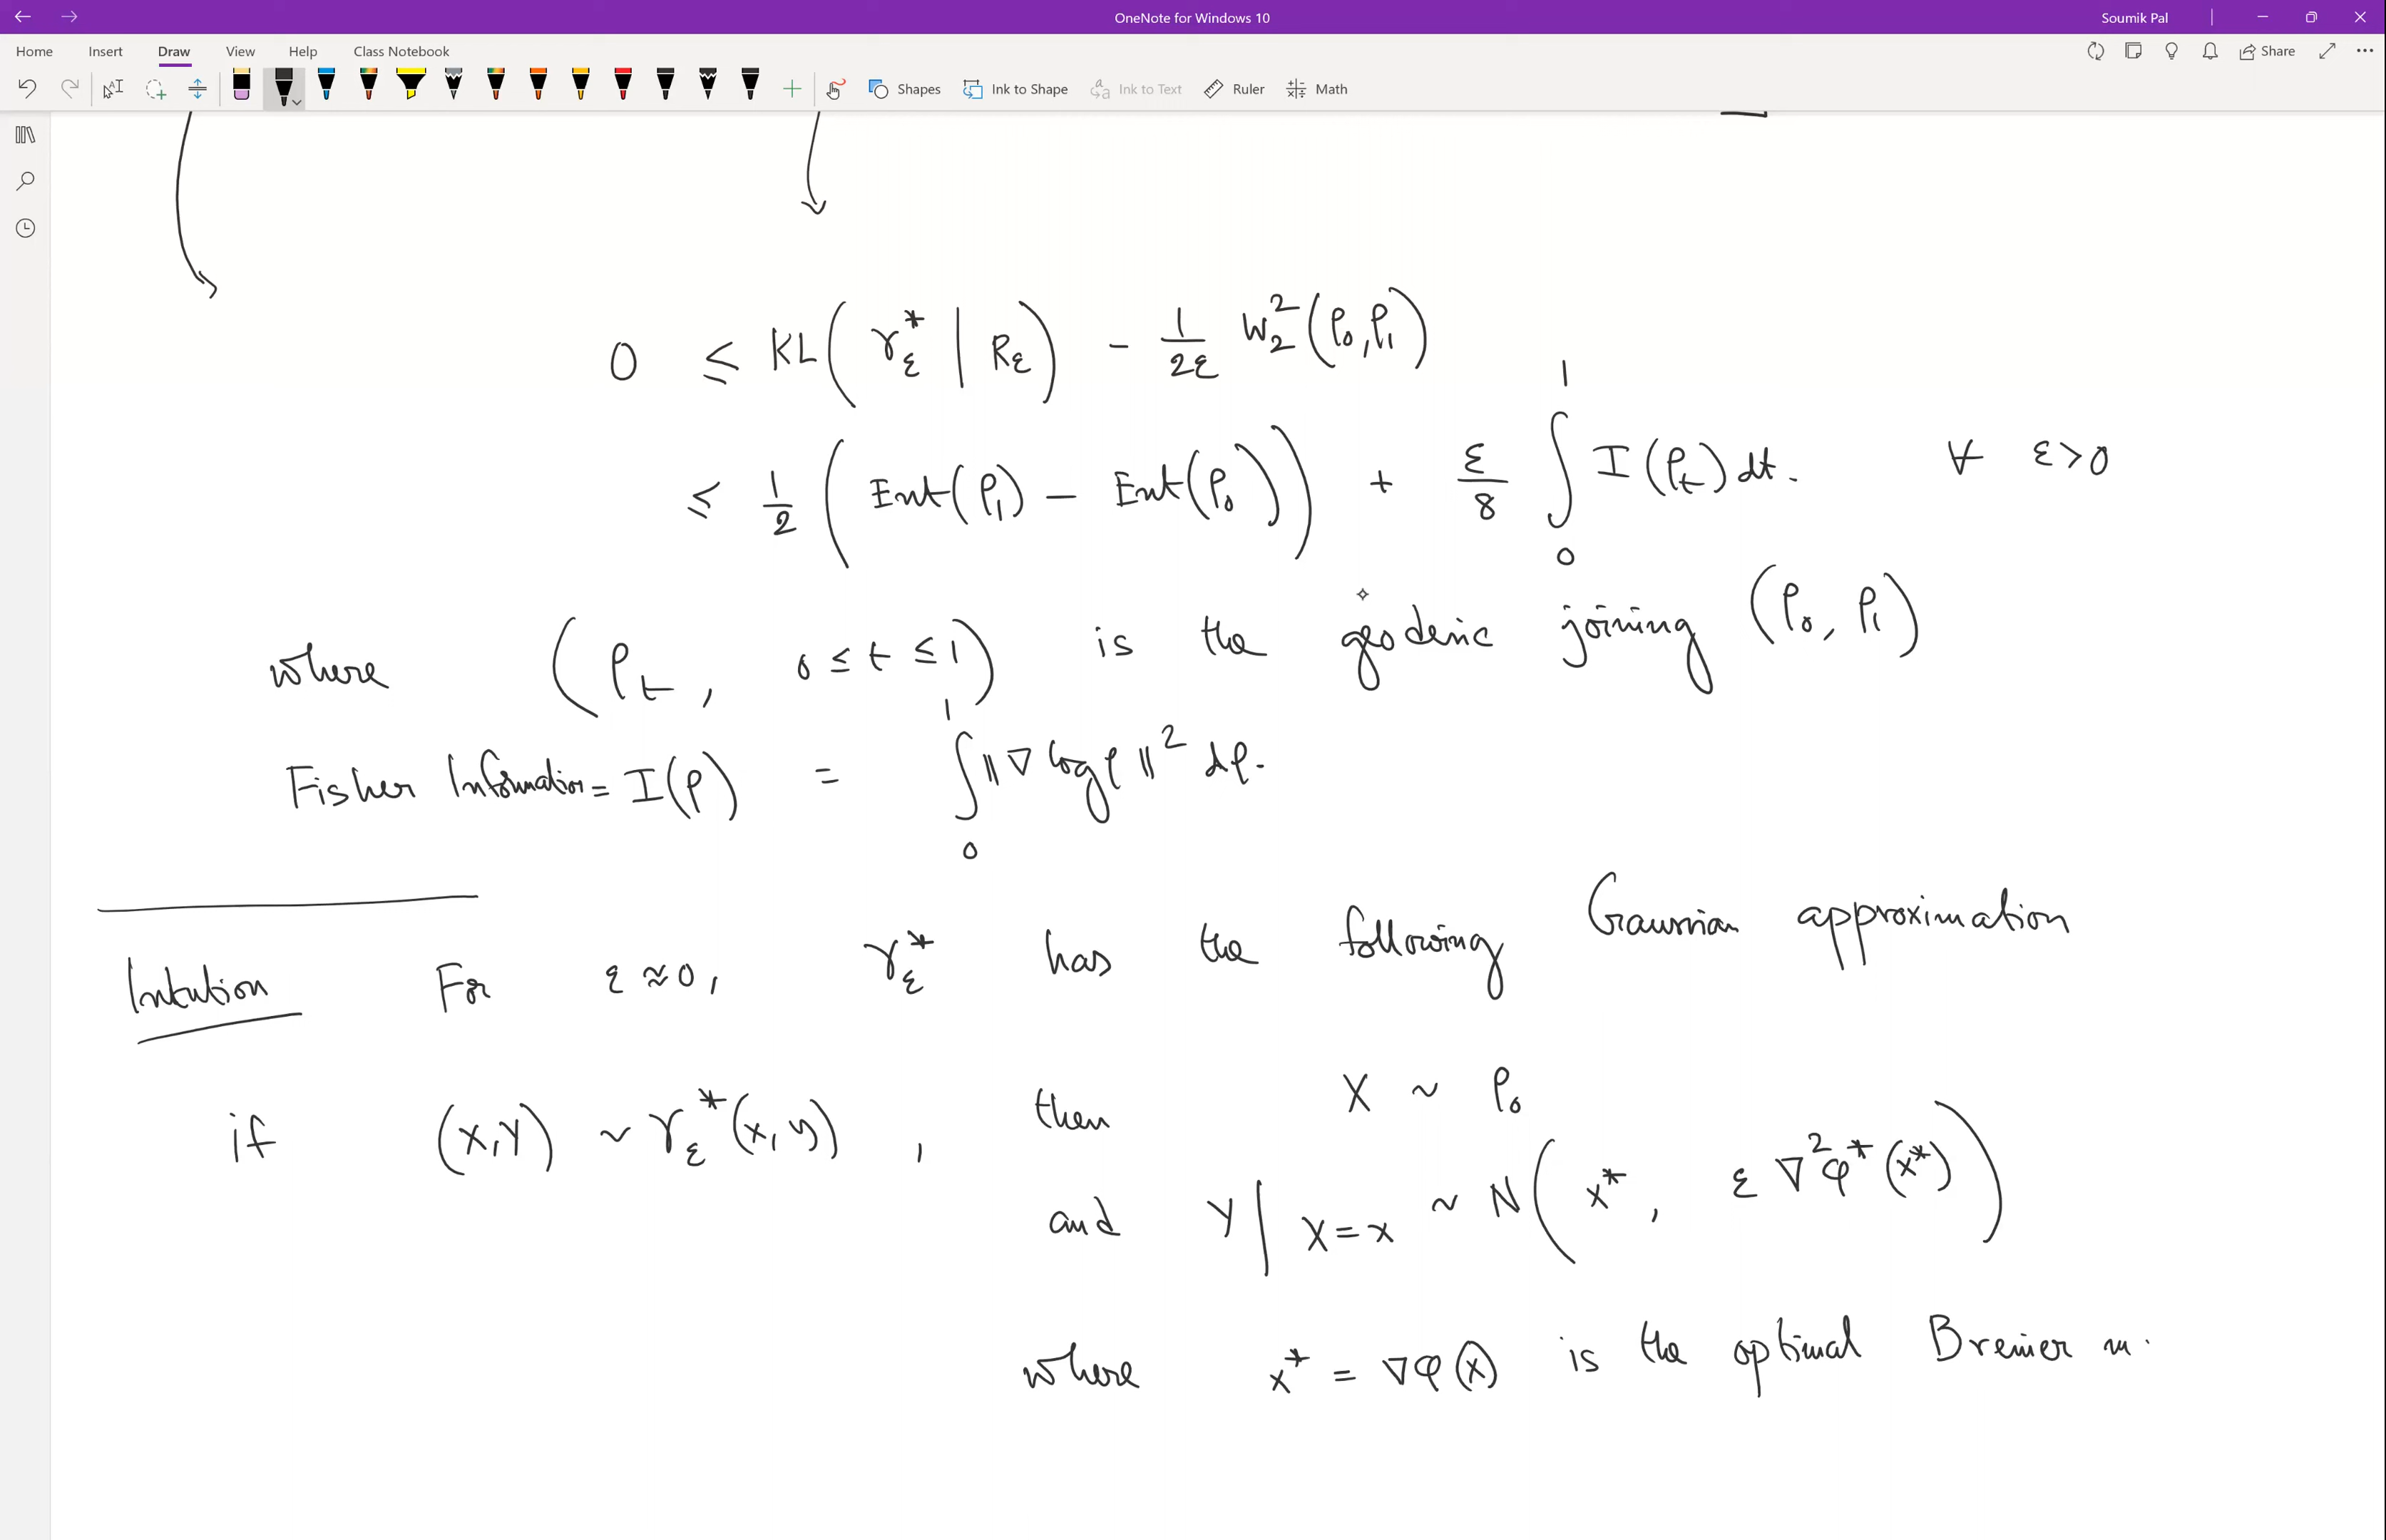 OneNote for Windows 10
Soumik Pal
Home Insert Draw View Help Class Notebook
Share
Shapes Ink to Shape Ink to Text Ruler Math
0 ≤ KL( γ_ε^* | R_ε ) - 1/2ε W_2^2(ρ_0, ρ_1)
≤ 1/2 ( Ent(ρ_1) - Ent(ρ_0) ) + ε/8 ∫_0^1 I(ρ_t) dt. ∀ ε>0
where (ρ_t, 0 ≤ t ≤ 1) is the geodesic joining (ρ_0, ρ_1)
Fisher Information = I(ρ) = ∫_0^1 ‖∇ log ρ‖^2 dρ.
Intuition For ε ≈ 0, γ_ε^* has the following Gaussian approximation
if (X,Y) ~ γ_ε^*(x,y), then X ~ ρ_0
and Y | X=x ~ N( x^*, ε ∇^2 φ^*(x^*) )
where x^* = ∇φ(x) is the optimal Brenier m.